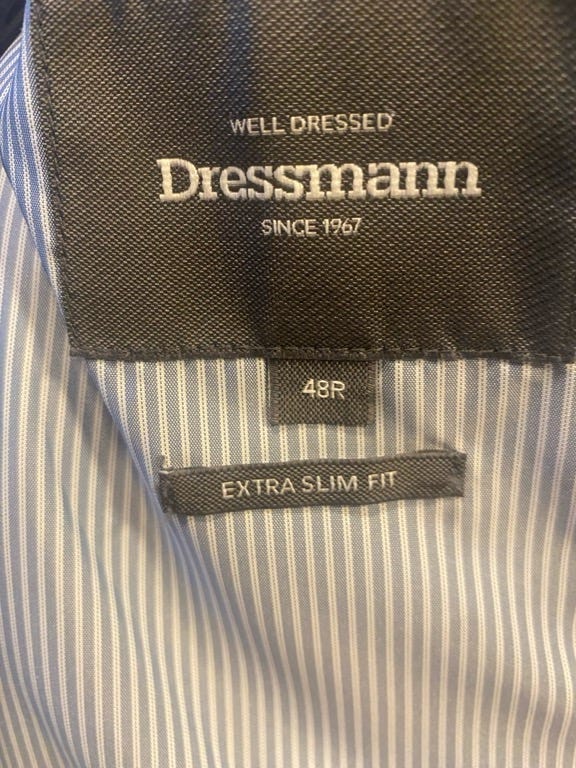 WELL DRESSED
Dressmann
SINCE 1967
48R
EXTRA SLIM FIT